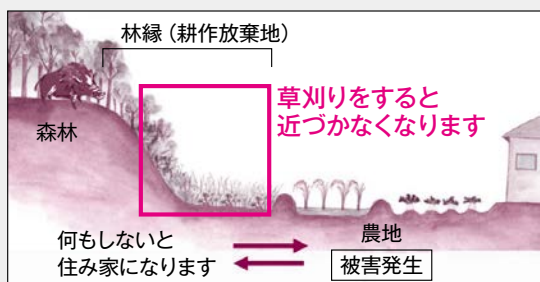 林縁（耕作放棄地）
草刈りをすると
近づかなくなります
森林
何もしないと
住み家になります
農地
被害発生